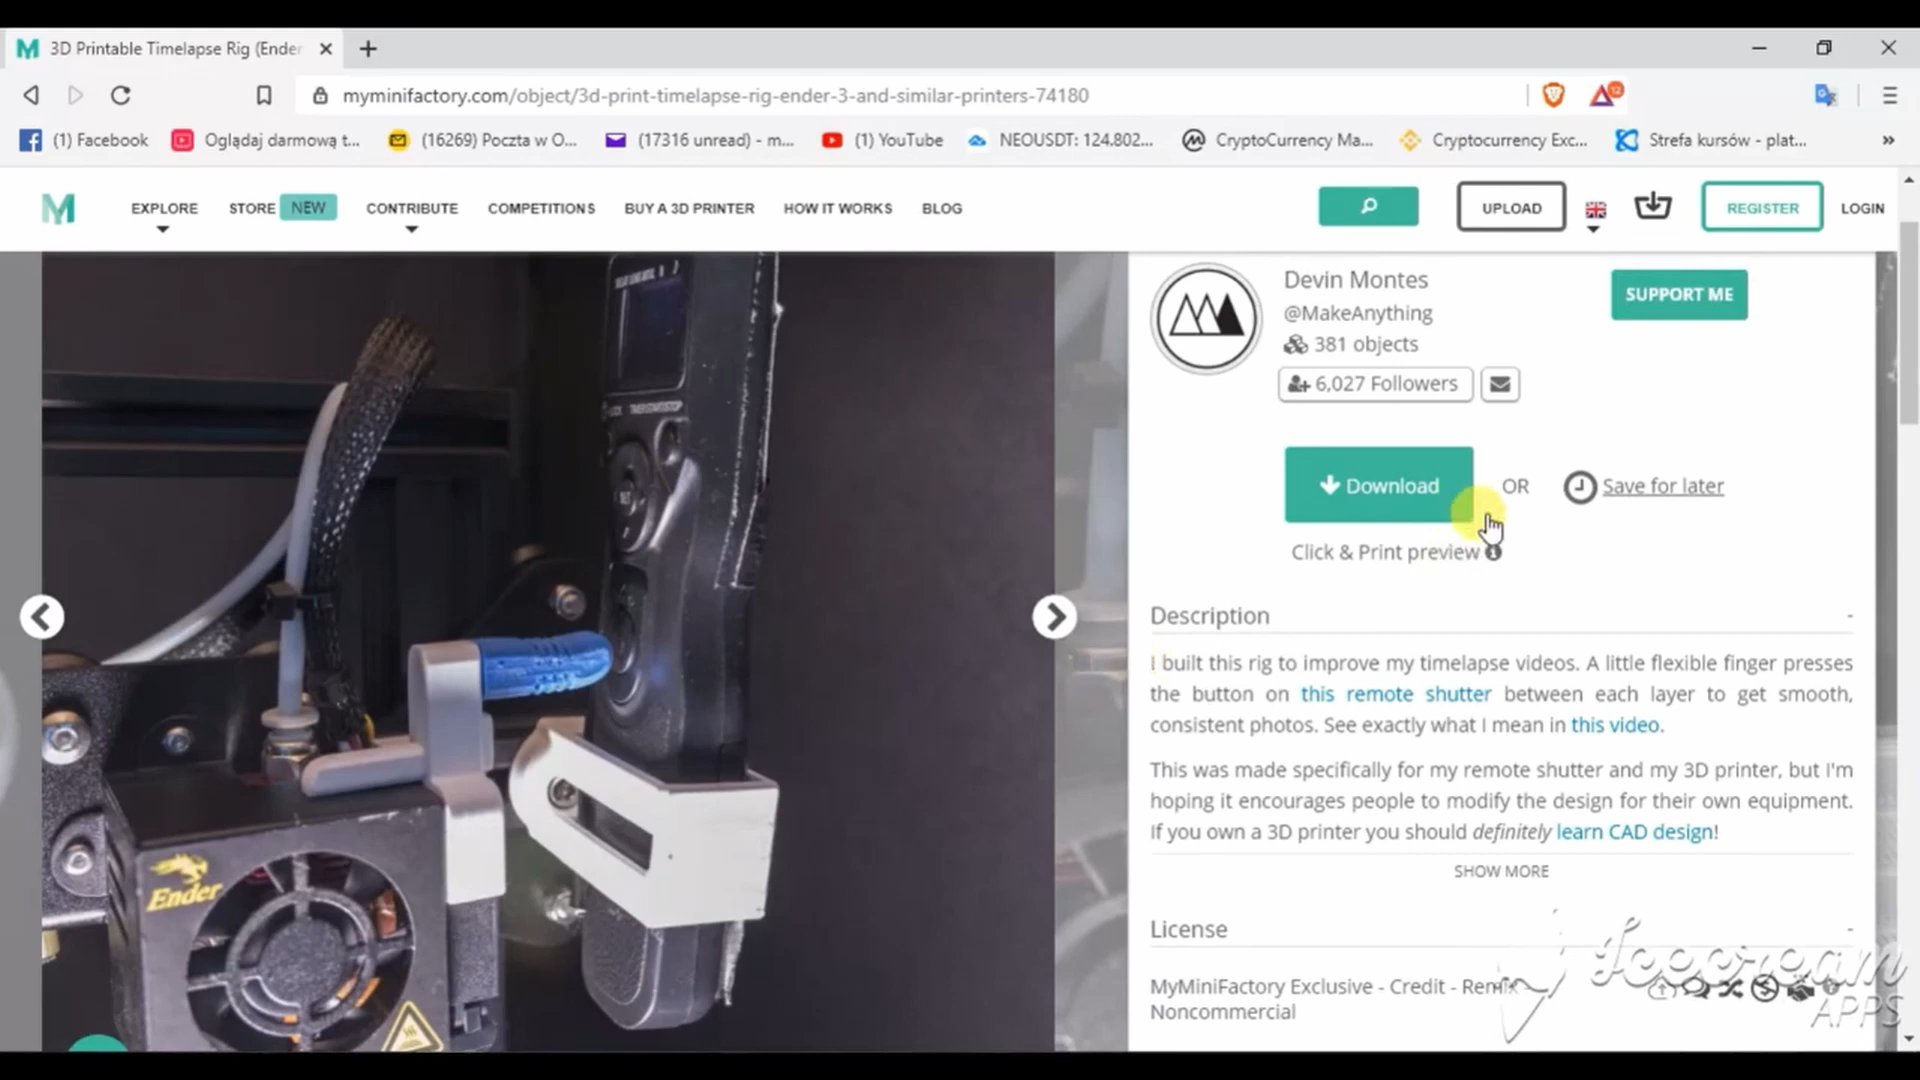 3D Printable Timelapse Rig (Ender
myminifactory.com/object/3d-print-timelapse-rig-ender-3-and-similar-printers-74180
12
(1) Facebook
Oglądaj darmową t...
(16269) Poczta w O...
(17316 unread) - m...
(1) YouTube
NEOUSDT: 124.802...
CryptoCurrency Ma...
Cryptocurrency Exc...
Strefa kursów - plat...
EXPLORE
STORE NEW
CONTRIBUTE
COMPETITIONS
BUY A 3D PRINTER
HOW IT WORKS
BLOG
UPLOAD
REGISTER
LOGIN
Devin Montes
@MakeAnything
381 objects
6,027 Followers
SUPPORT ME
Download
OR
Save for later
Click & Print preview
Description
-
I built this rig to improve my timelapse videos. A little flexible finger presses
the button on this remote shutter between each layer to get smooth,
consistent photos. See exactly what I mean in this video.
This was made specifically for my remote shutter and my 3D printer, but I'm
hoping it encourages people to modify the design for their own equipment.
If you own a 3D printer you should definitely learn CAD design!
SHOW MORE
License
-
MyMiniFactory Exclusive - Credit - Remix -
Noncommercial
Ender
Icecream
APPS